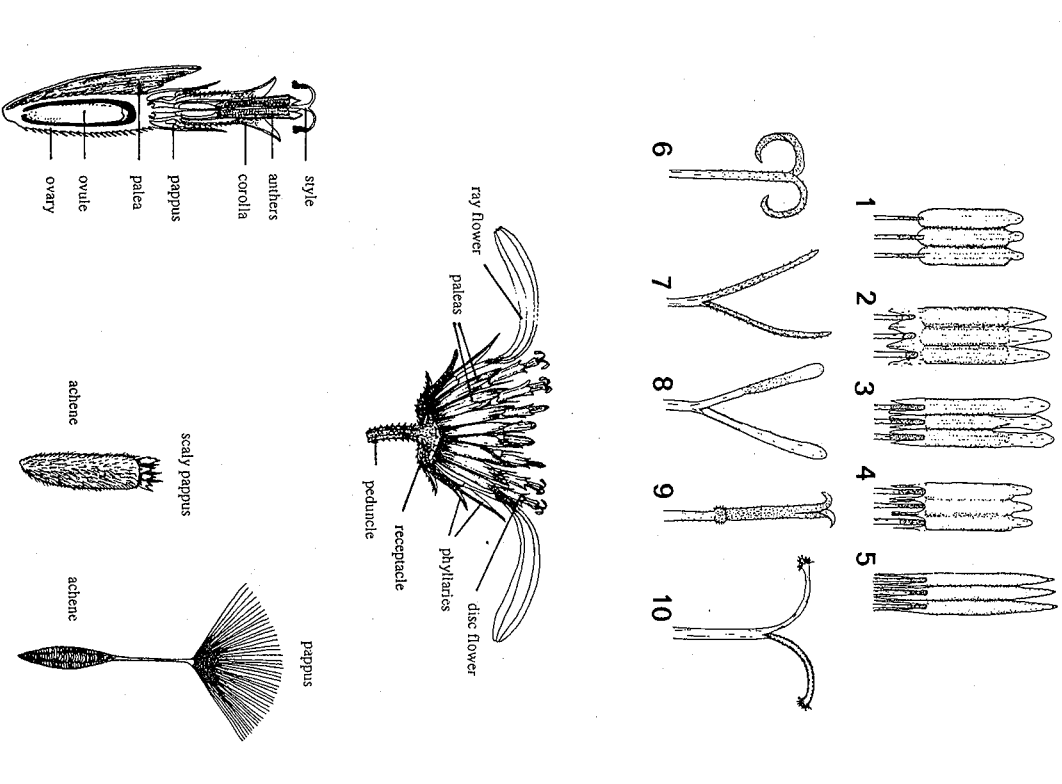 1
2
3
4
5
6
7
8
9
10
ray flower
paleas
peduncle
receptacle
phyllaries
disc flower
style
anthers
corolla
pappus
palea
ovule
ovary
scaly pappus
achene
pappus
achene